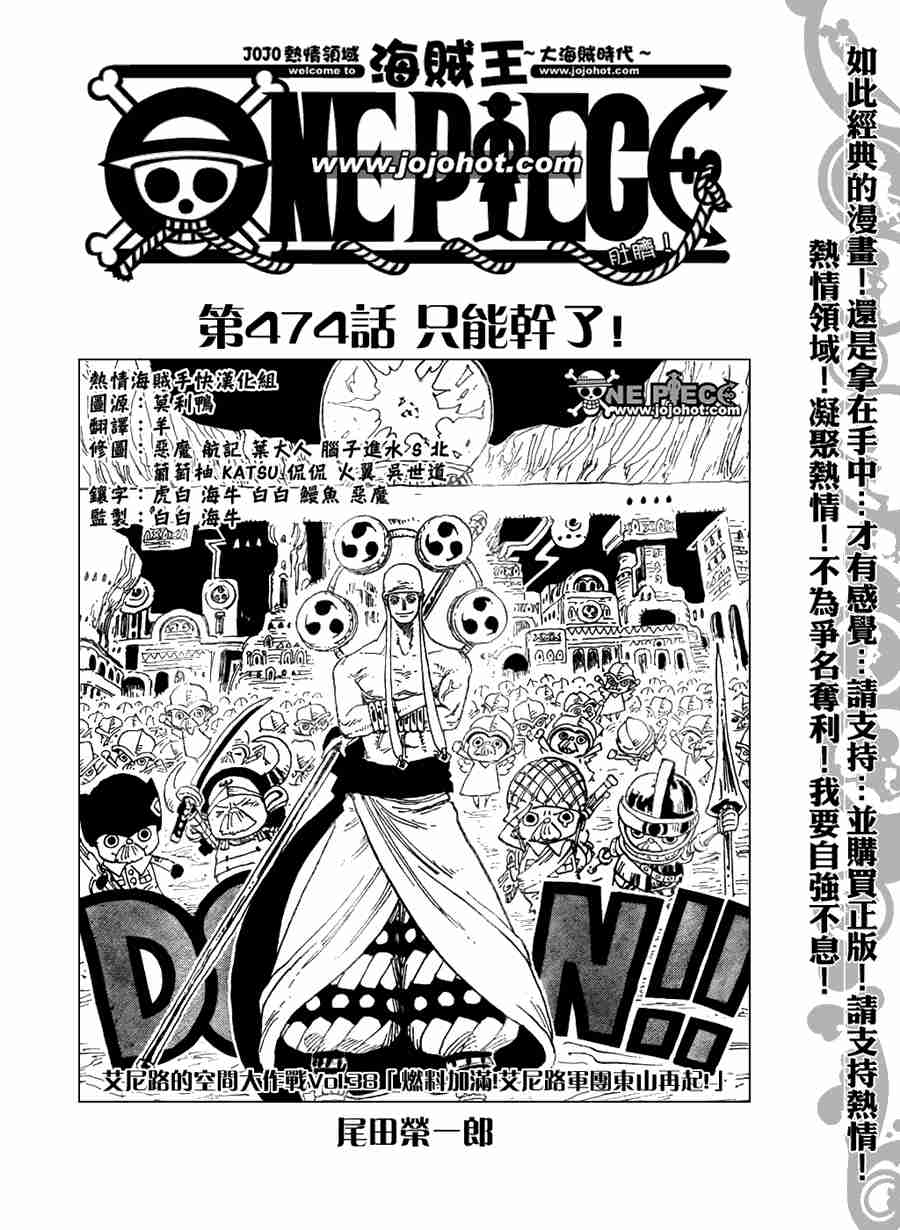 JOJO熱情領域 海賊王 ~大海賊時代~
welcome to www.jojohot.com
ONE PIECE
www.jojohot.com
肚臍！
第474話 只能幹了!
熱情海賊手快漢化組
圖源：莫利鴨
翻譯：羊
修圖：惡魔 航記 葉大人 腦子進水 S 北
葡萄柚 KATSU 侃侃 火翼 吳世道
鑲字：虎白 海牛 白白 鰻魚 惡魔
監製：白白 海牛
ONE PIECE
www.jojohot.com
DON!!
艾尼路的空間大作戰Vol.38「燃料加滿!艾尼路軍團東山再起!」
尾田榮一郎
如此經典的漫畫！還是拿在手中…才有感覺…請支持…並購買正版！請支持熱情！
熱情領域！凝聚熱情！不為爭名奪利！我要自強不息！